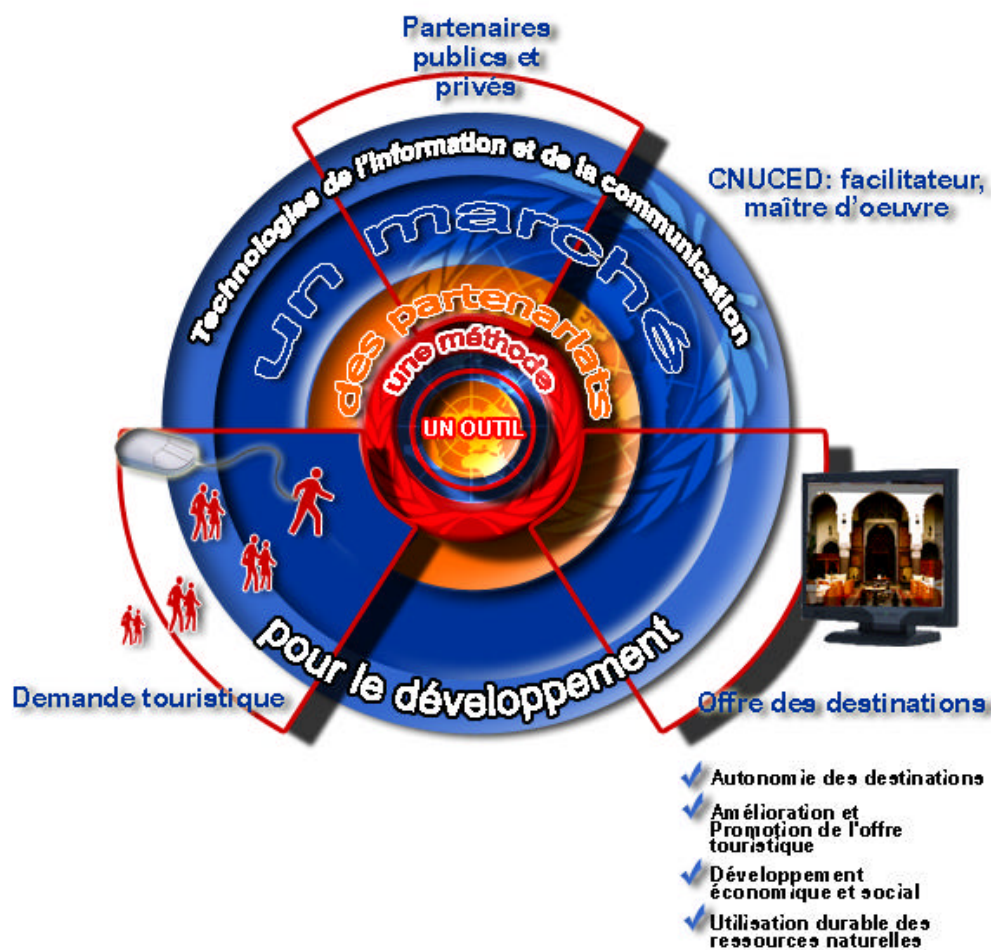 Partenaires
publics et
privés
Technologies de l'information et de la communication
CNUCED: facilitateur,
maître d'oeuvre
un marché
des partenariats
une méthode
UN OUTIL
pour le développement
Demande touristique
Offre des destinations
Autonomie des destinations
Amélioration et
Promotion de l'offre
touristique
Développement
économique et social
Utilisation durable des
ressources naturelles